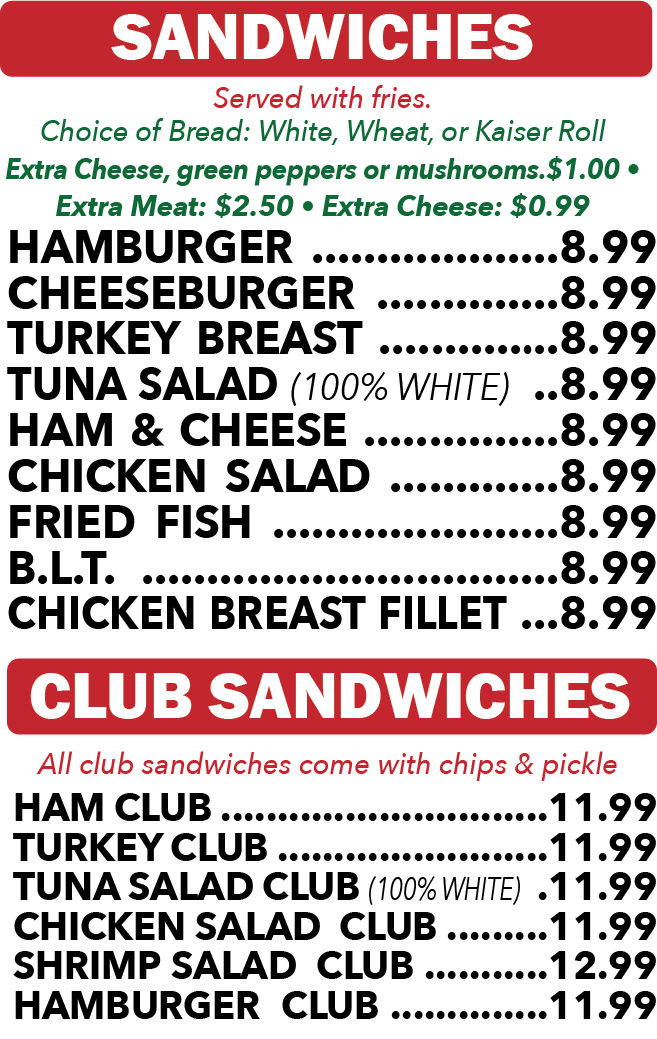 SANDWICHES
Served with fries.
Choice of Bread: White, Wheat, or Kaiser Roll
Extra Cheese, green peppers or mushrooms.$1.00 •
Extra Meat: $2.50 • Extra Cheese: $0.99
HAMBURGER ...................8.99
CHEESEBURGER ..............8.99
TURKEY BREAST ..............8.99
TUNA SALAD (100% WHITE) ..8.99
HAM & CHEESE ...............8.99
CHICKEN SALAD .............8.99
FRIED FISH ......................8.99
B.L.T. ................................8.99
CHICKEN BREAST FILLET ...8.99
CLUB SANDWICHES
All club sandwiches come with chips & pickle
HAM CLUB .............................11.99
TURKEY CLUB ........................11.99
TUNA SALAD CLUB (100% WHITE) .11.99
CHICKEN SALAD CLUB .........11.99
SHRIMP SALAD CLUB ...........12.99
HAMBURGER CLUB ..............11.99